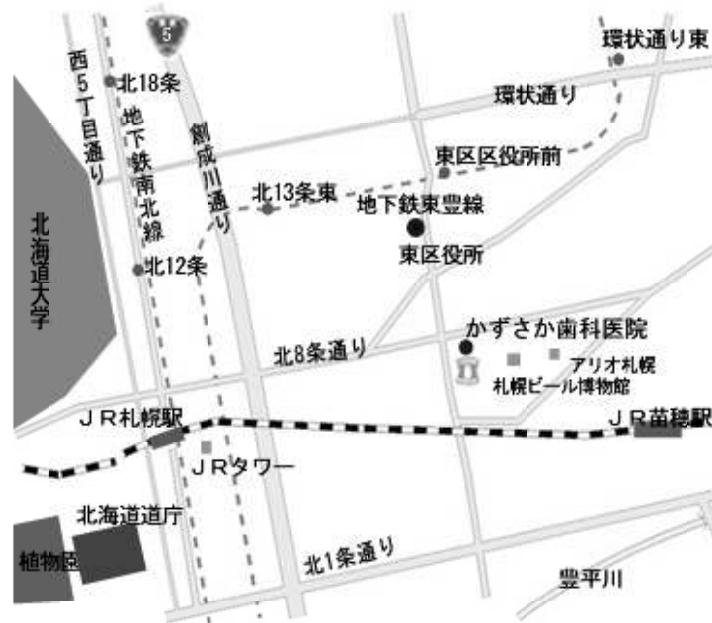 5
環状通り東
西5丁目通り
北18条
環状通り
地下鉄南北線
創成川通り
東区区役所前
北13条東
地下鉄東豊線
北海道大学
東区役所
北12条
かずさか歯科医院
北8条通り
アリオ札幌
札幌ビール博物館
JR札幌駅
JR苗穂駅
JRタワー
北海道道庁
植物園
北1条通り
豊平川